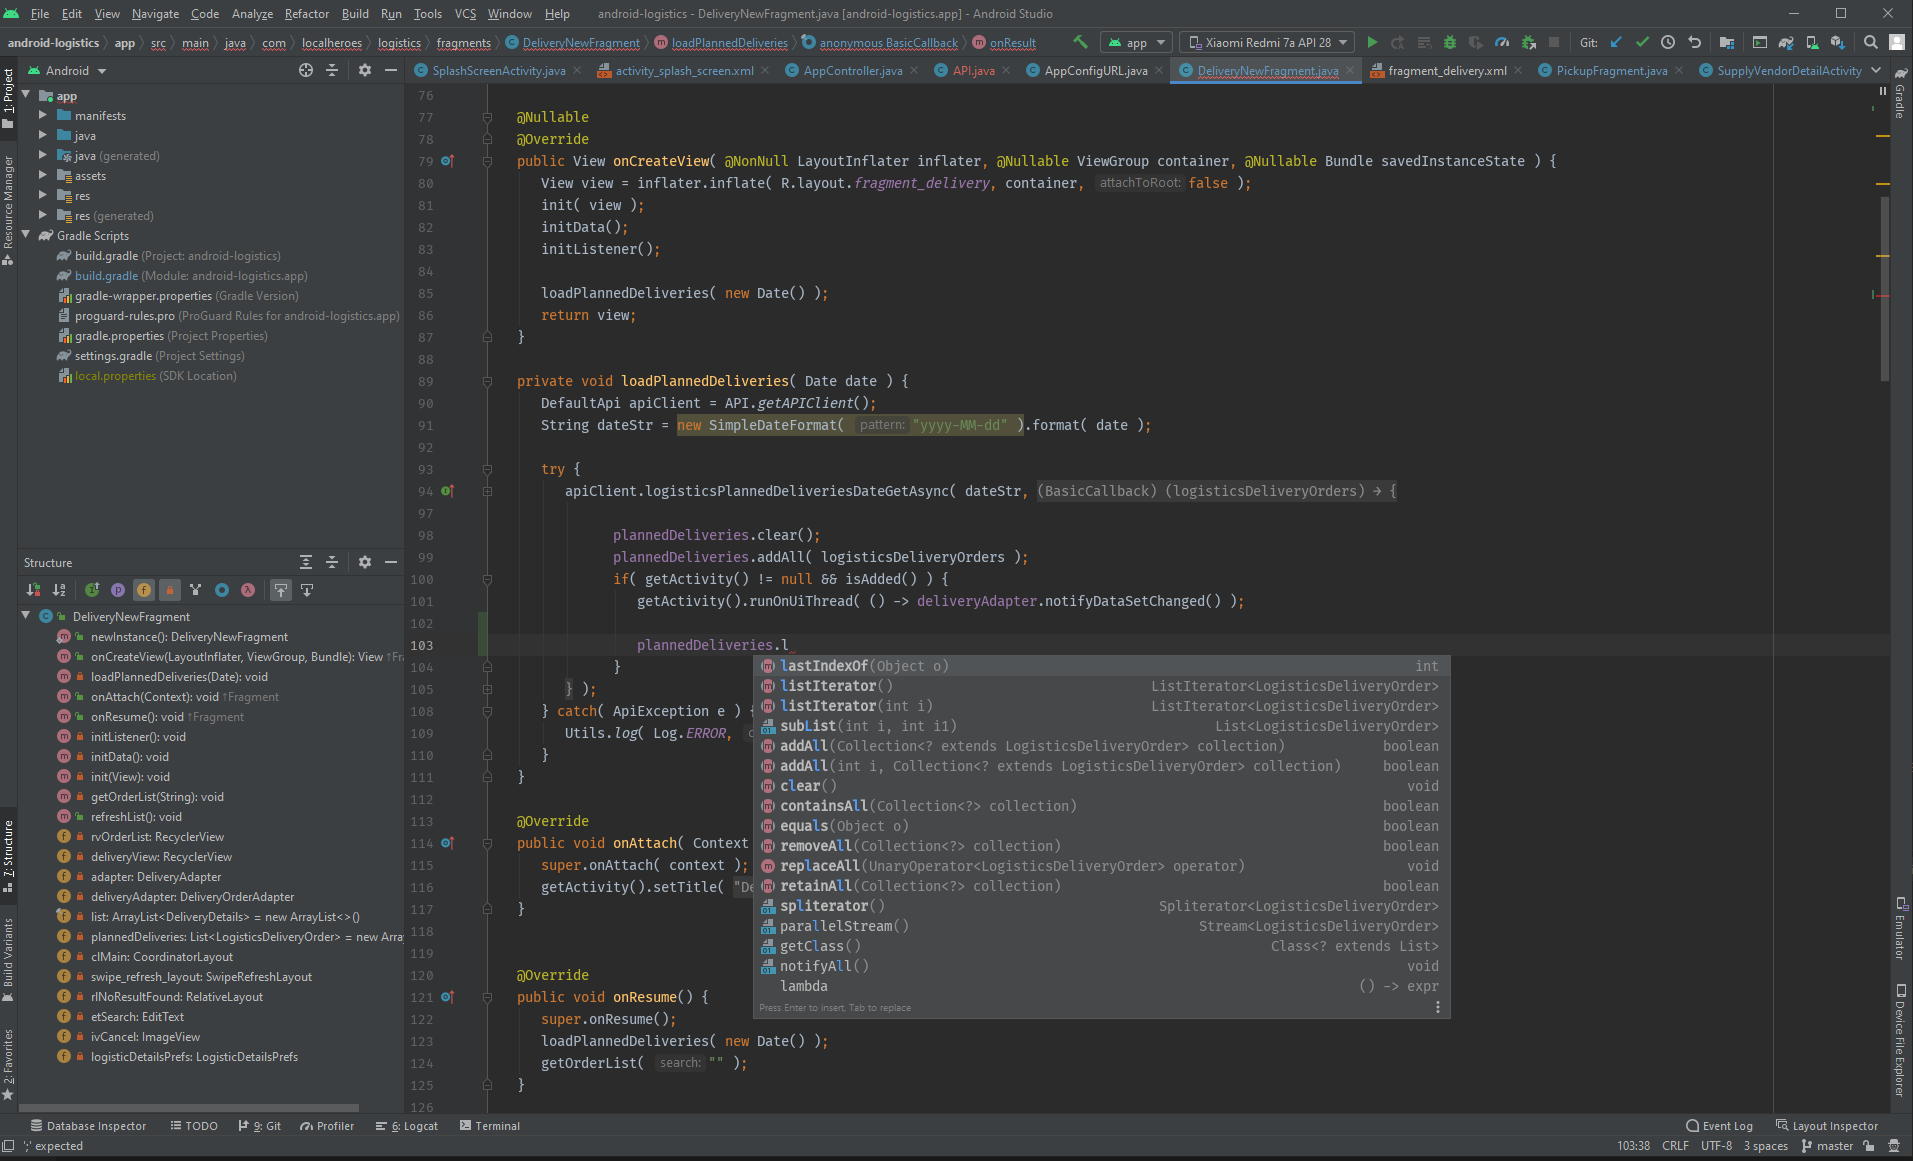 File Edit View Navigate Code Analyze Refactor Build Run Tools VCS Window Help android-logistics - DeliveryNewFragment.java [android-logistics.app] - Android Studio
android-logistics app src main java com localheroes logistics fragments DeliveryNewFragment loadPlannedDeliveries anonymous BasicCallback onResult app Xiaomi Redmi 7a API 28 Git:
Android
SplashScreenActivity.java activity_splash_screen.xml AppController.java API.java AppConfigURL.java DeliveryNewFragment.java fragment_delivery.xml PickupFragment.java SupplyVendorDetailActivity
1: Project
Resource Manager
7: Structure
Build Variants
2: Favorites
app
manifests
java
java (generated)
assets
res
res (generated)
Gradle Scripts
build.gradle (Project: android-logistics)
build.gradle (Module: android-logistics.app)
gradle-wrapper.properties (Gradle Version)
proguard-rules.pro (ProGuard Rules for android-logistics.app)
gradle.properties (Project Properties)
settings.gradle (Project Settings)
local.properties (SDK Location)
Structure
DeliveryNewFragment
newInstance(): DeliveryNewFragment
onCreateView(LayoutInflater, ViewGroup, Bundle): View ↑Fra
loadPlannedDeliveries(Date): void
onAttach(Context): void ↑Fragment
onResume(): void ↑Fragment
initListener(): void
initData(): void
init(View): void
getOrderList(String): void
refreshList(): void
rvOrderList: RecyclerView
deliveryView: RecyclerView
adapter: DeliveryAdapter
deliveryAdapter: DeliveryOrderAdapter
list: ArrayList<DeliveryDetails> = new ArrayList<>()
plannedDeliveries: List<LogisticsDeliveryOrder> = new Array
clMain: CoordinatorLayout
swipe_refresh_layout: SwipeRefreshLayout
rlNoResultFound: RelativeLayout
etSearch: EditText
ivCancel: ImageView
logisticDetailsPrefs: LogisticDetailsPrefs
76
77 @Nullable
78 @Override
79 public View onCreateView( @NonNull LayoutInflater inflater, @Nullable ViewGroup container, @Nullable Bundle savedInstanceState ) {
80 View view = inflater.inflate( R.layout.fragment_delivery, container, attachToRoot: false );
81 init( view );
82 initData();
83 initListener();
84
85 loadPlannedDeliveries( new Date() );
86 return view;
87 }
88
89 private void loadPlannedDeliveries( Date date ) {
90 DefaultApi apiClient = API.getAPIClient();
91 String dateStr = new SimpleDateFormat( pattern: "yyyy-MM-dd" ).format( date );
92
93 try {
94 apiClient.logisticsPlannedDeliveriesDateGetAsync( dateStr, (BasicCallback) (logisticsDeliveryOrders) → {
97
98 plannedDeliveries.clear();
99 plannedDeliveries.addAll( logisticsDeliveryOrders );
100 if( getActivity() != null && isAdded() ) {
101 getActivity().runOnUiThread( () -> deliveryAdapter.notifyDataSetChanged() );
102
103 plannedDeliveries.l
104 }
105 } );
108 } catch( ApiException e ) {
109 Utils.log( Log.ERROR,
110 }
111 }
112
113 @Override
114 public void onAttach( Context
115 super.onAttach( context );
116 getActivity().setTitle( "De
117 }
118
119
120 @Override
121 public void onResume() {
122 super.onResume();
123 loadPlannedDeliveries( new Date() );
124 getOrderList( search: "" );
125 }
126
lastIndexOf(Object o) int
listIterator() ListIterator<LogisticsDeliveryOrder>
listIterator(int i) ListIterator<LogisticsDeliveryOrder>
subList(int i, int i1) List<LogisticsDeliveryOrder>
addAll(Collection<? extends LogisticsDeliveryOrder> collection) boolean
addAll(int i, Collection<? extends LogisticsDeliveryOrder> collection) boolean
clear() void
containsAll(Collection<?> collection) boolean
equals(Object o) boolean
removeAll(Collection<?> collection) boolean
replaceAll(UnaryOperator<LogisticsDeliveryOrder> operator) void
retainAll(Collection<?> collection) boolean
spliterator() Spliterator<LogisticsDeliveryOrder>
parallelStream() Stream<LogisticsDeliveryOrder>
getClass() Class<? extends List>
notifyAll() void
lambda () -> expr
Press Enter to insert, Tab to replace
Gradle
Emulator
Device File Explorer
Database Inspector TODO 9: Git Profiler 6: Logcat Terminal Event Log Layout Inspector
';' expected 103:38 CRLF UTF-8 3 spaces master